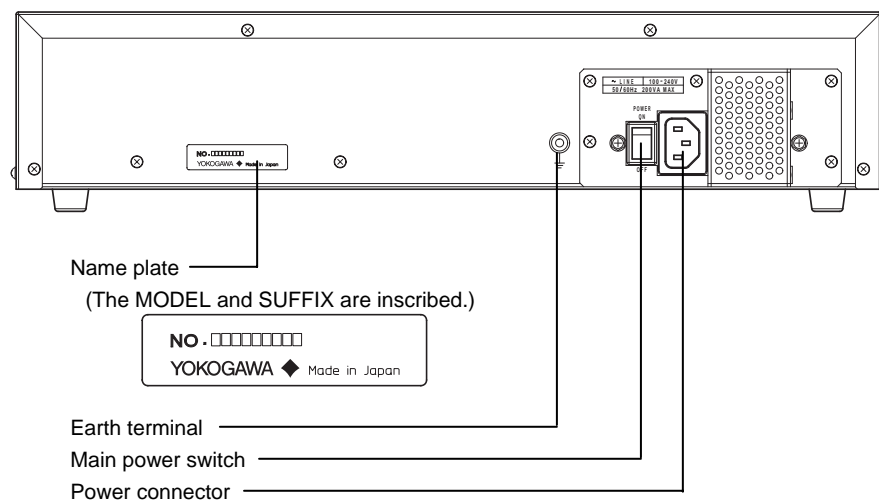 ~ LINE 100-240V
50/60Hz 200VA MAX
POWER
ON
OFF
NO.□□□□□□□□□
YOKOGAWA ◆ Made in Japan
Name plate
(The MODEL and SUFFIX are inscribed.)
NO.□□□□□□□□□
YOKOGAWA ◆ Made in Japan
Earth terminal
Main power switch
Power connector